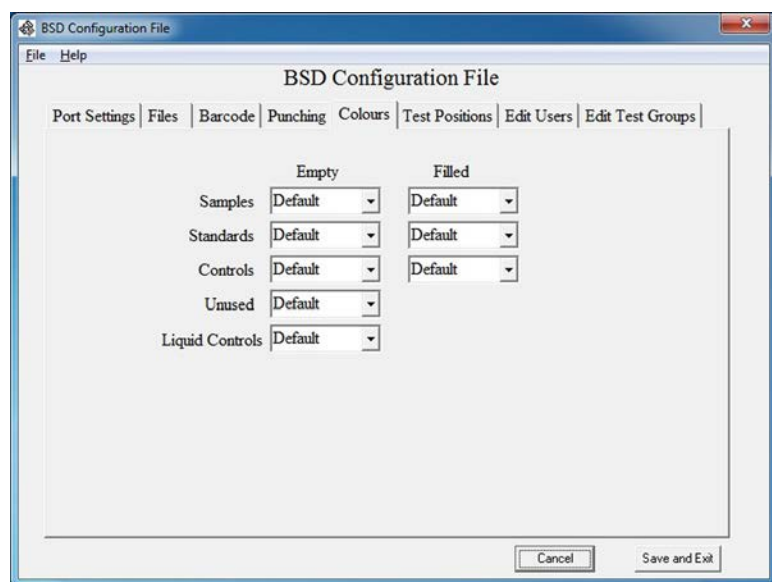 BSD Configuration File
File Help
BSD Configuration File
Port Settings Files Barcode Punching Colours Test Positions Edit Users Edit Test Groups
Empty Filled
Samples Default Default
Standards Default Default
Controls Default Default
Unused Default
Liquid Controls Default
Cancel Save and Exit